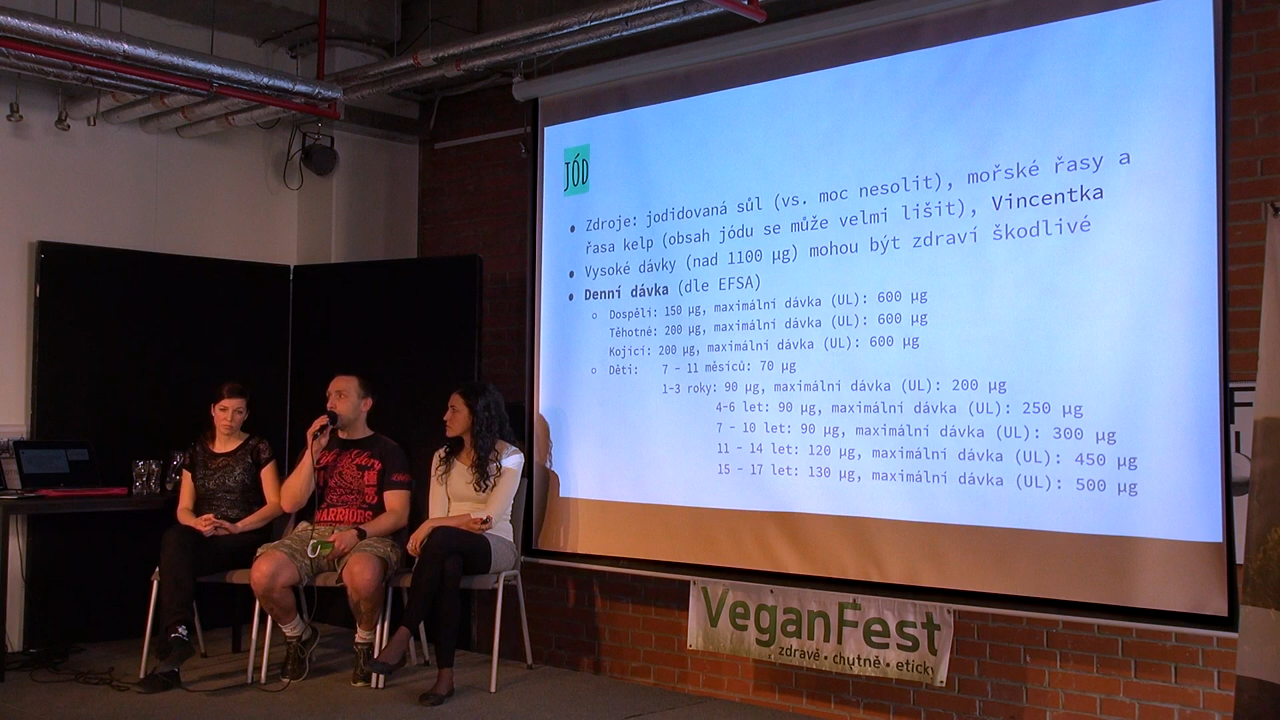 JÓD
Zdroje: jodidovaná sůl (vs. moc nesolit), mořské řasy a
řasa kelp (obsah jódu se může velmi lišit), Vincentka
Vysoké dávky (nad 1100 µg) mohou být zdraví škodlivé
Denní dávka (dle EFSA)
Dospělí: 150 µg, maximální dávka (UL): 600 µg
Těhotné: 200 µg, maximální dávka (UL): 600 µg
Kojící: 200 µg, maximální dávka (UL): 600 µg
Děti: 7 - 11 měsíců: 70 µg
1-3 roky: 90 µg, maximální dávka (UL): 200 µg
4-6 let: 90 µg, maximální dávka (UL): 250 µg
7 - 10 let: 90 µg, maximální dávka (UL): 300 µg
11 - 14 let: 120 µg, maximální dávka (UL): 450 µg
15 - 17 let: 130 µg, maximální dávka (UL): 500 µg
Glory
WARRIORS
VeganFest
zdravě • chutně • eticky